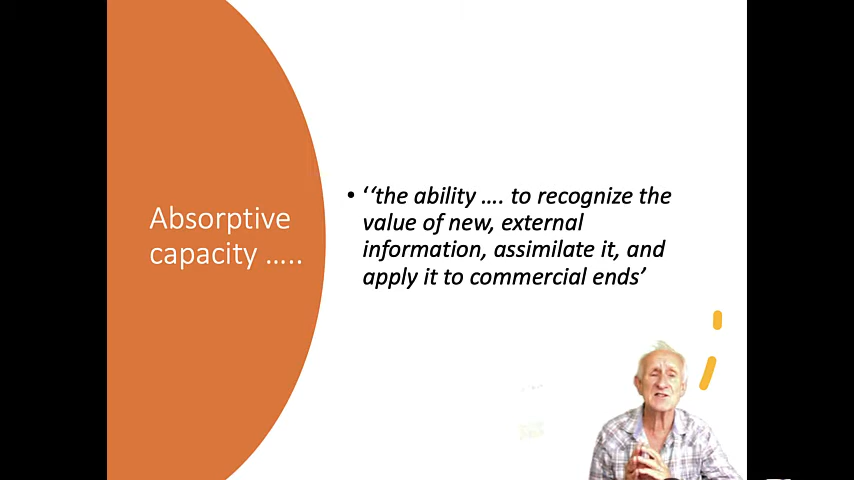 Absorptive
capacity …..
• ‘‘the ability …. to recognize the
value of new, external
information, assimilate it, and
apply it to commercial ends’